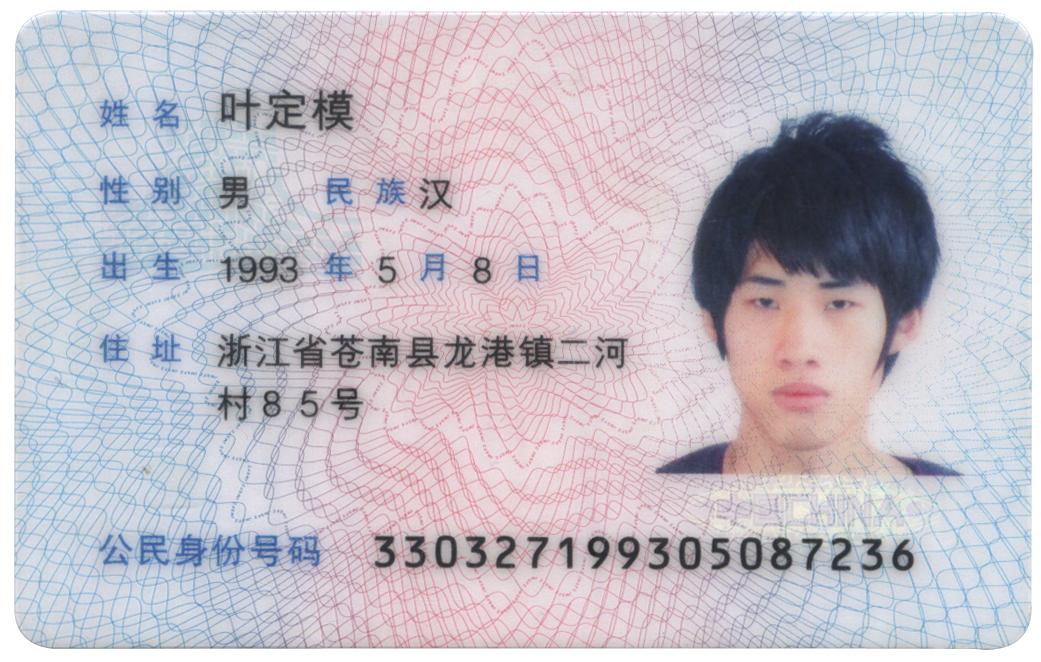 姓名 叶定模
性别 男 民族 汉
出生 1993 年 5 月 8 日
住址 浙江省苍南县龙港镇二河
村85号
CHINA
公民身份号码 330327199305087236